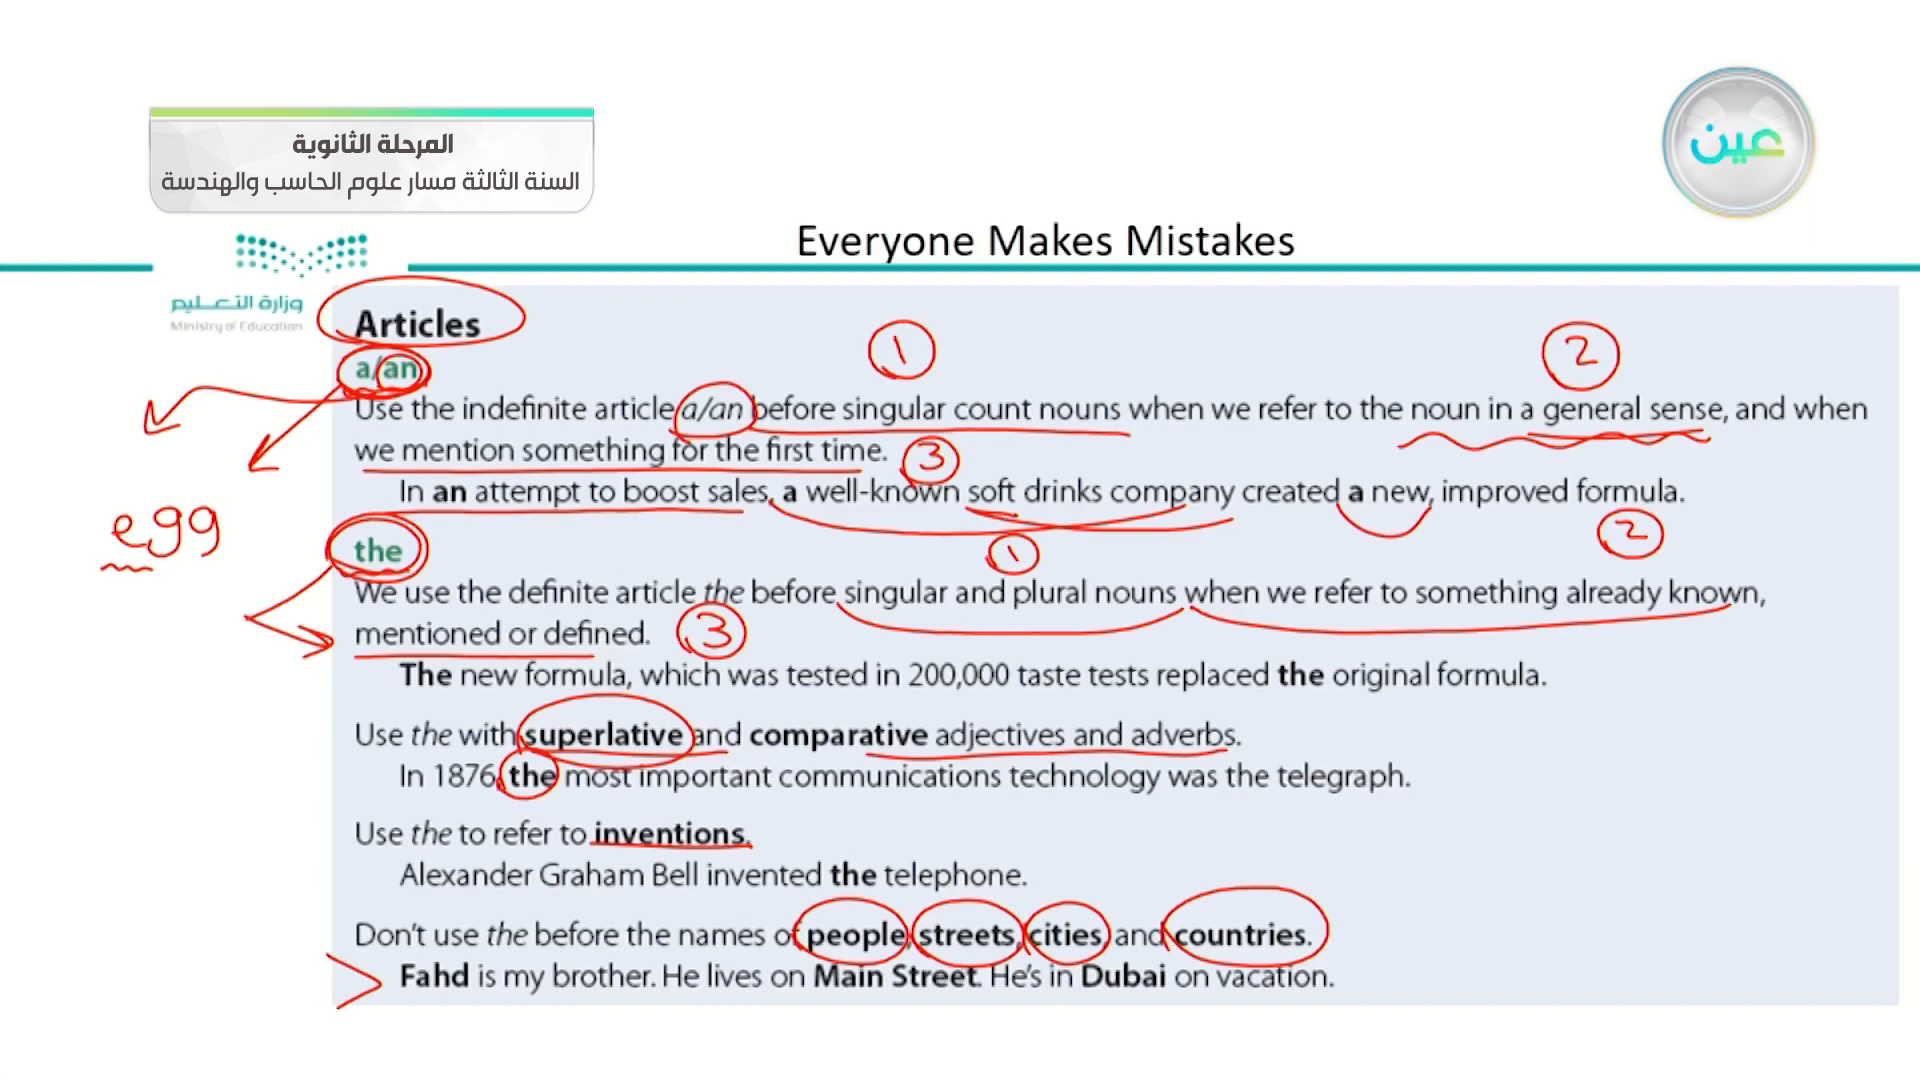 المرحلة الثانوية
السنة الثالثة مسار علوم الحاسب والهندسة
عين
Everyone Makes Mistakes
وزارة التعليم
Ministry of Education
Articles
a/an
1
2
Use the indefinite article a/an before singular count nouns when we refer to the noun in a general sense, and when
we mention something for the first time.
3
In an attempt to boost sales, a well-known soft drinks company created a new, improved formula.
egg
the
1
2
We use the definite article the before singular and plural nouns when we refer to something already known,
mentioned or defined.
3
The new formula, which was tested in 200,000 taste tests replaced the original formula.
Use the with superlative and comparative adjectives and adverbs.
In 1876, the most important communications technology was the telegraph.
Use the to refer to inventions.
Alexander Graham Bell invented the telephone.
Don't use the before the names of people, streets, cities, and countries.
Fahd is my brother. He lives on Main Street. He's in Dubai on vacation.